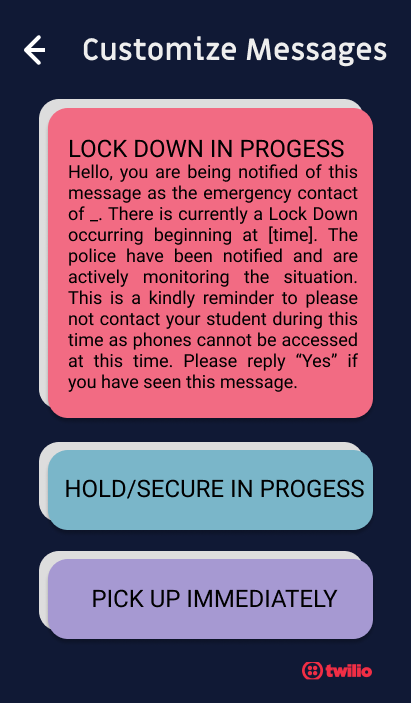 Customize Messages
LOCK DOWN IN PROGESS
Hello, you are being notified of this
message as the emergency contact
of _. There is currently a Lock Down
occurring beginning at [time]. The
police have been notified and are
actively monitoring the situation.
This is a kindly reminder to please
not contact your student during this
time as phones cannot be accessed
at this time. Please reply “Yes” if
you have seen this message.
HOLD/SECURE IN PROGESS
PICK UP IMMEDIATELY
twilio